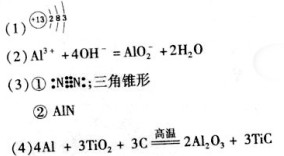 (1) +13 2 8 3
(2) Al³⁺ + 4OH⁻ = AlO₂⁻ + 2H₂O
(3) ① :N⋮⋮N:;三角锥形
② AlN
(4) 4Al + 3TiO₂ + 3C 高温 2Al₂O₃ + 3TiC